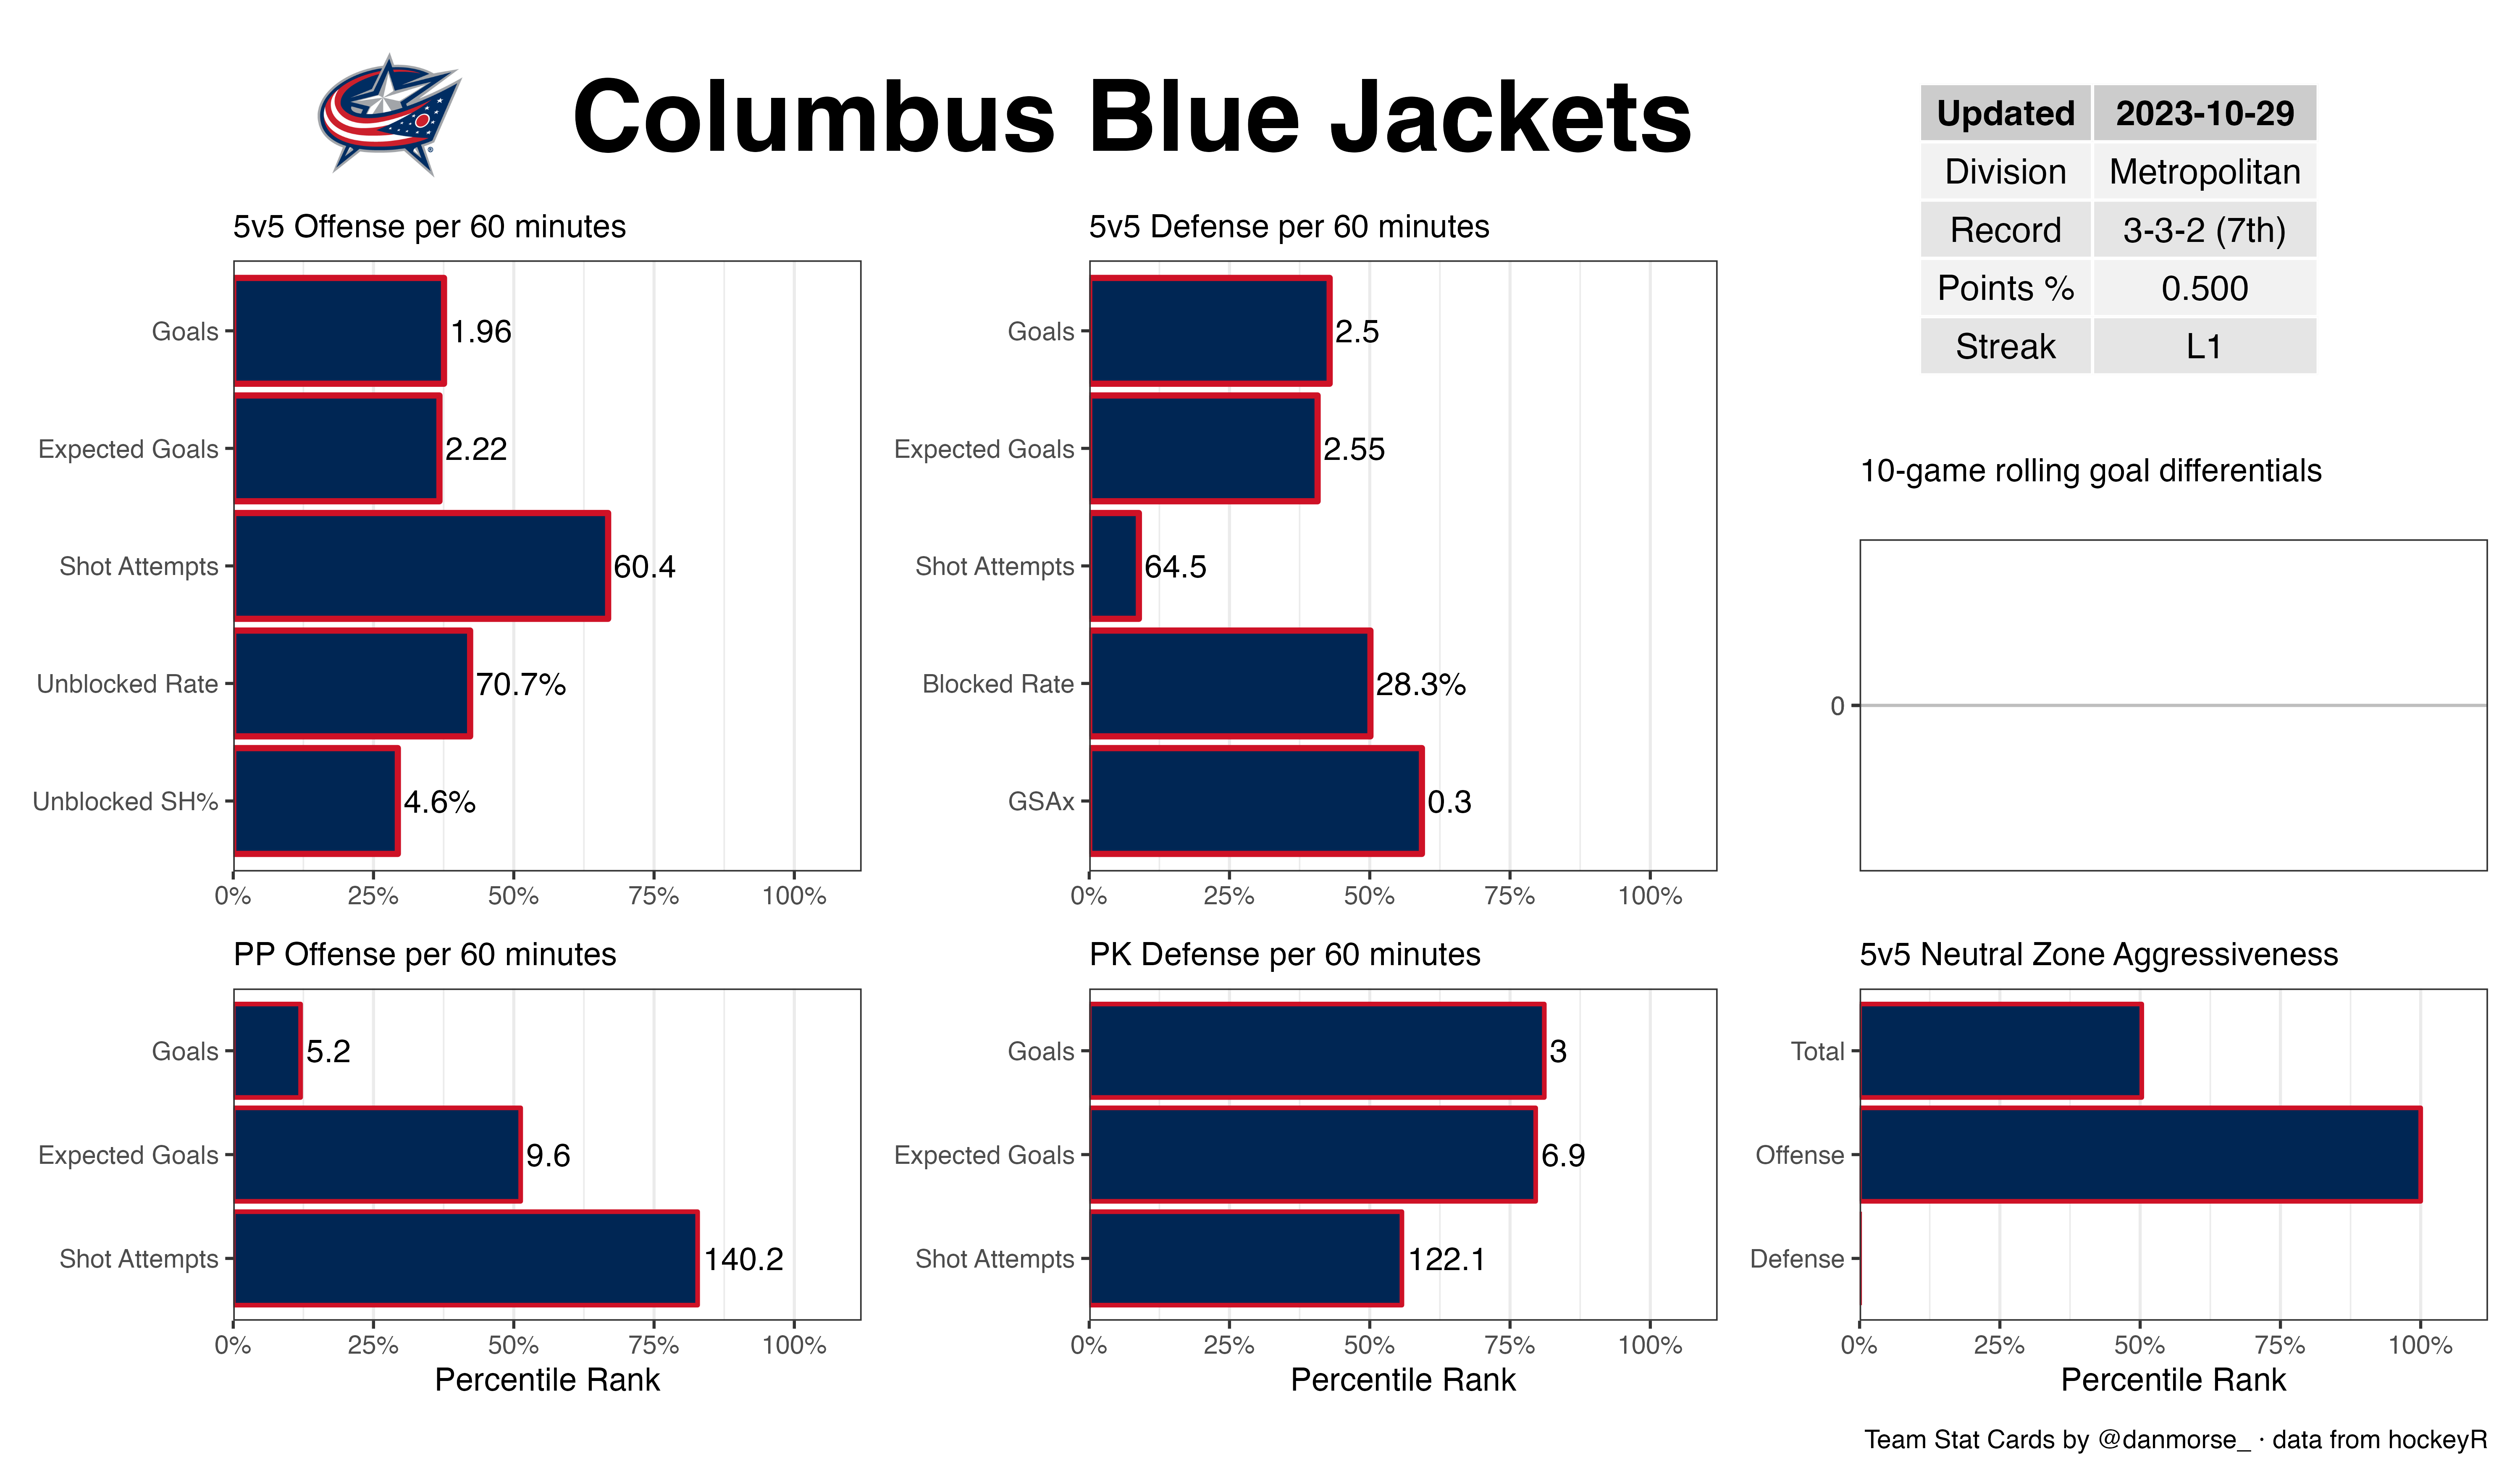 Columbus Blue Jackets
Updated 2023-10-29
Division Metropolitan
Record 3-3-2 (7th)
Points % 0.500
Streak L1
5v5 Offense per 60 minutes
Goals 1.96
Expected Goals 2.22
Shot Attempts 60.4
Unblocked Rate 70.7%
Unblocked SH% 4.6%
0% 25% 50% 75% 100%
5v5 Defense per 60 minutes
Goals 2.5
Expected Goals 2.55
Shot Attempts 64.5
Blocked Rate 28.3%
GSAx 0.3
0% 25% 50% 75% 100%
10-game rolling goal differentials
0
PP Offense per 60 minutes
Goals 5.2
Expected Goals 9.6
Shot Attempts 140.2
0% 25% 50% 75% 100%
Percentile Rank
PK Defense per 60 minutes
Goals 3
Expected Goals 6.9
Shot Attempts 122.1
0% 25% 50% 75% 100%
Percentile Rank
5v5 Neutral Zone Aggressiveness
Total
Offense
Defense
0% 25% 50% 75% 100%
Percentile Rank
Team Stat Cards by @danmorse_ · data from hockeyR